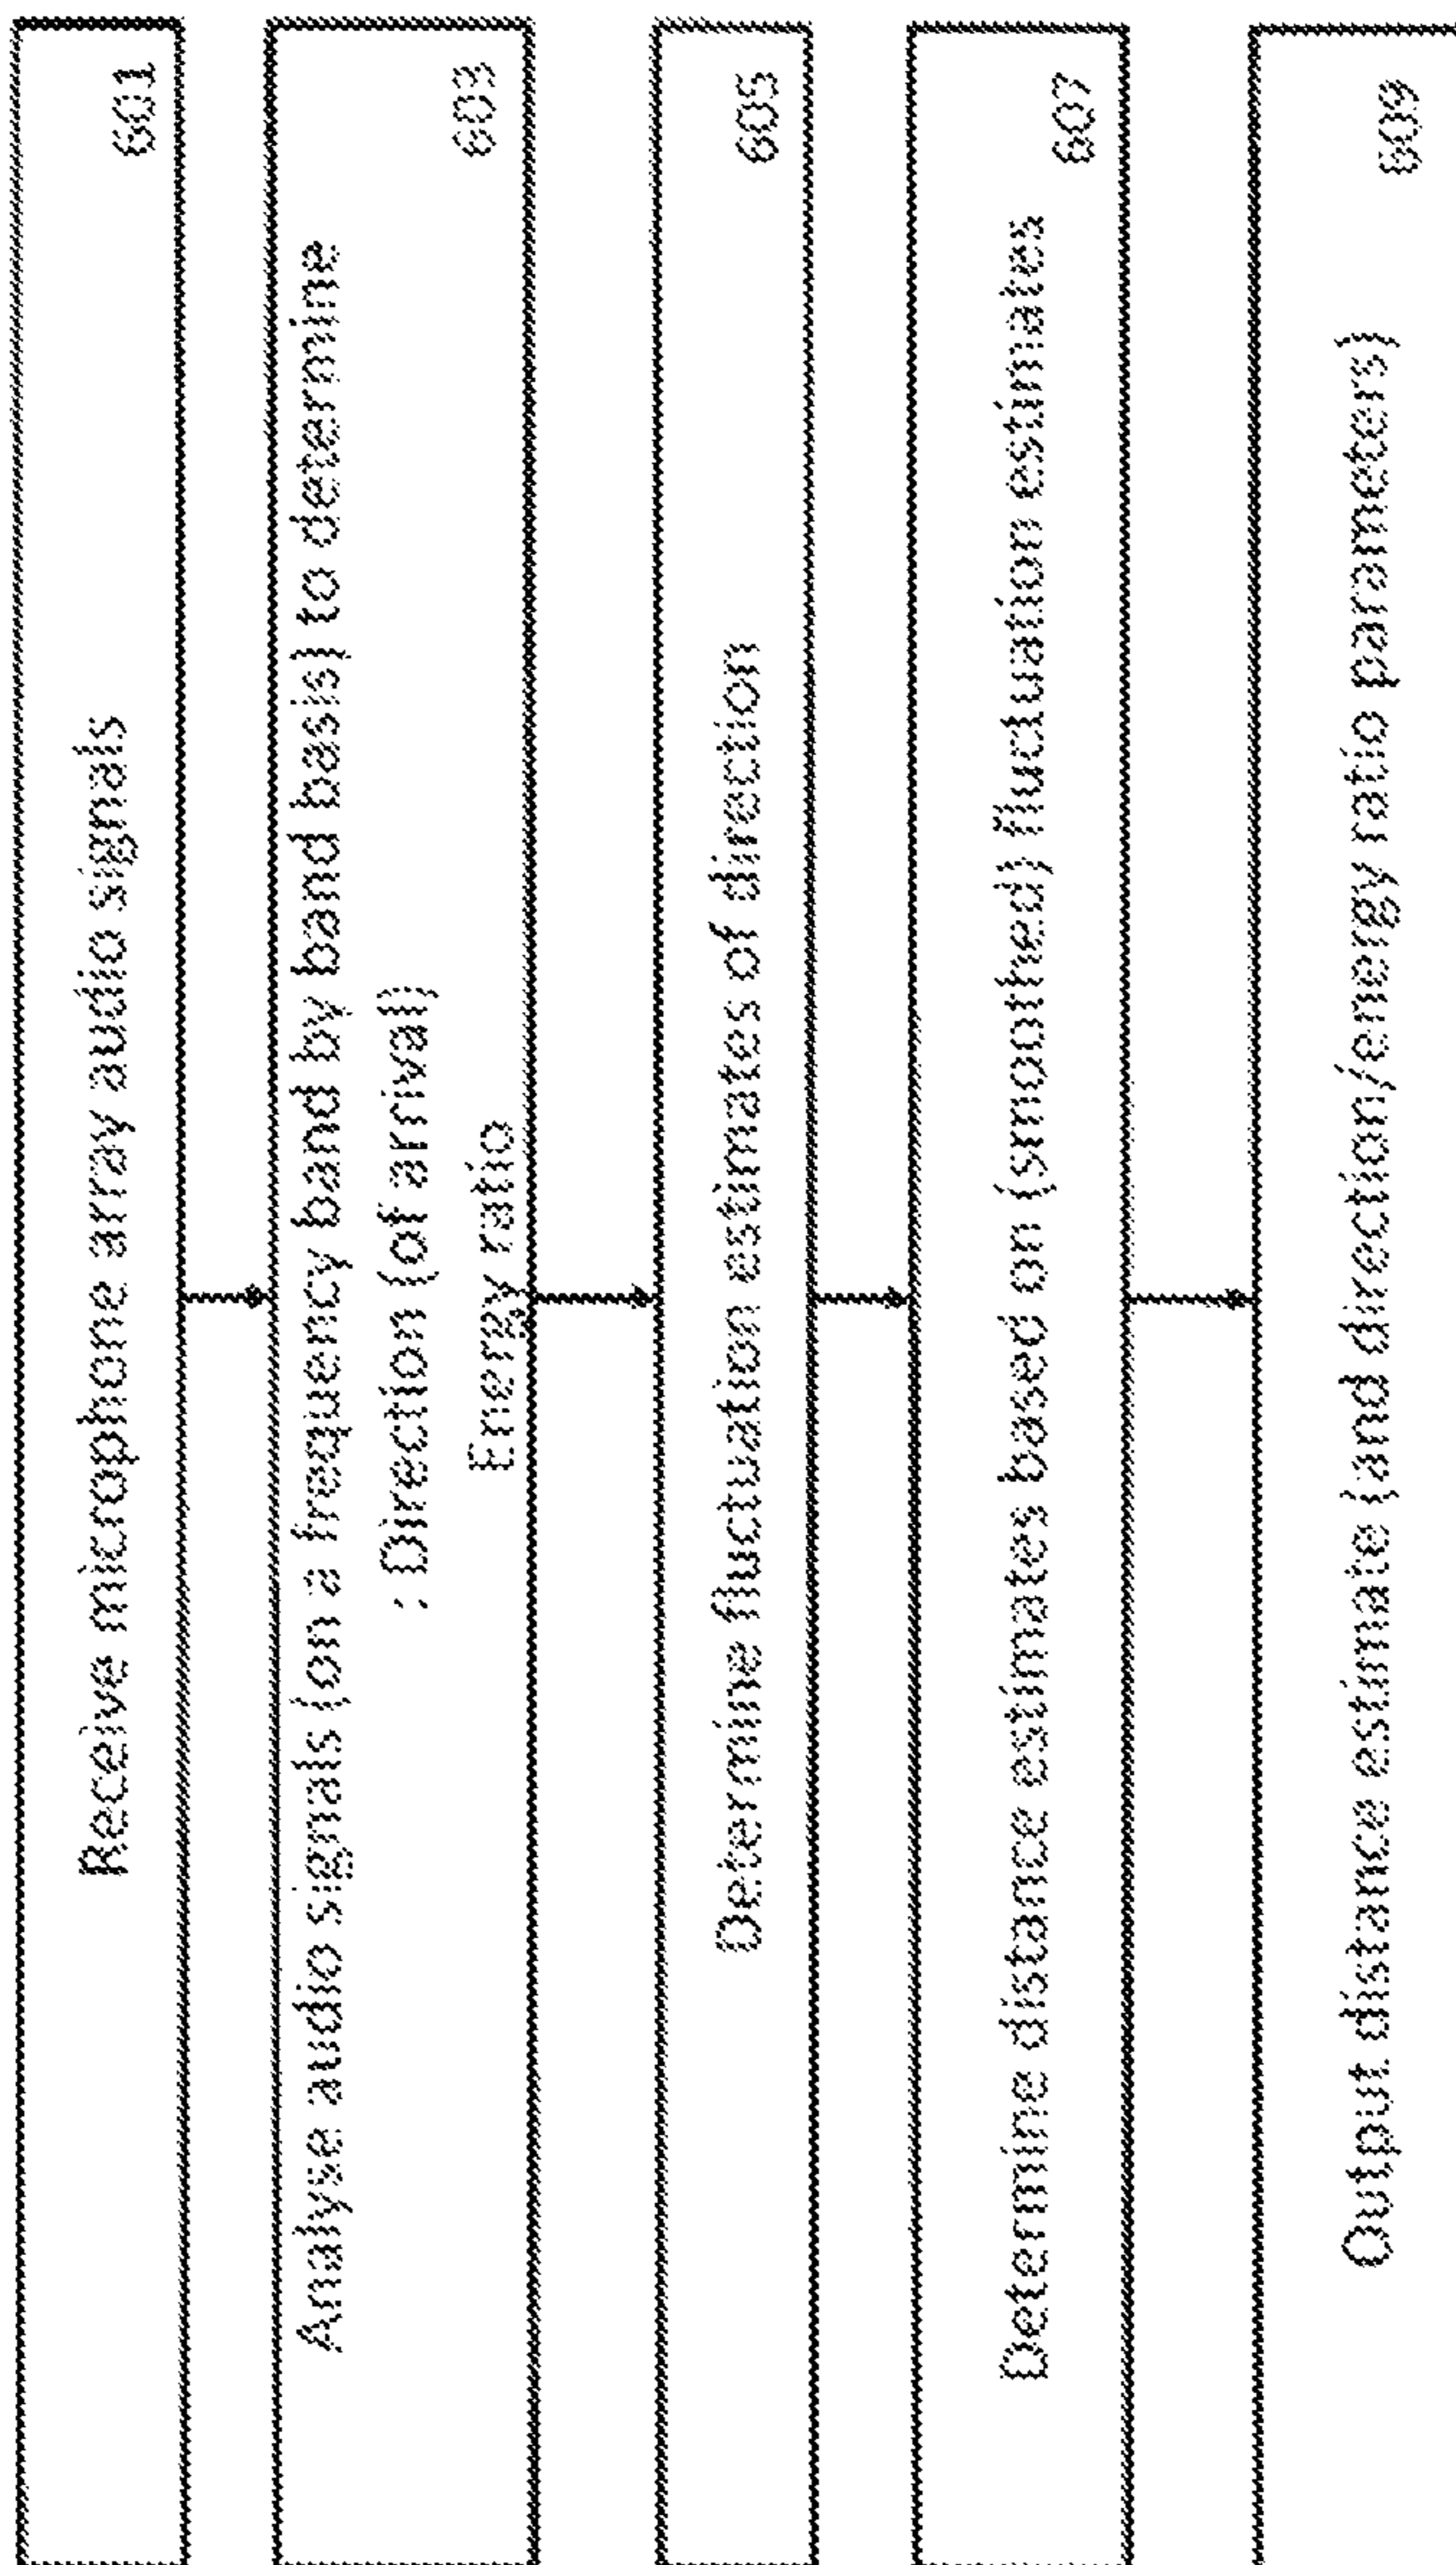 Receive microphone array audio signals
601
Analyse audio signals (on a frequency band by band basis) to determine
; Direction (of arrival)
Energy ratio
603
Determine fluctuation estimates of direction
605
Determine distance estimates based on (smoothed) fluctuation estimates
607
Output distance estimate (and direction/energy ratio parameters)
609